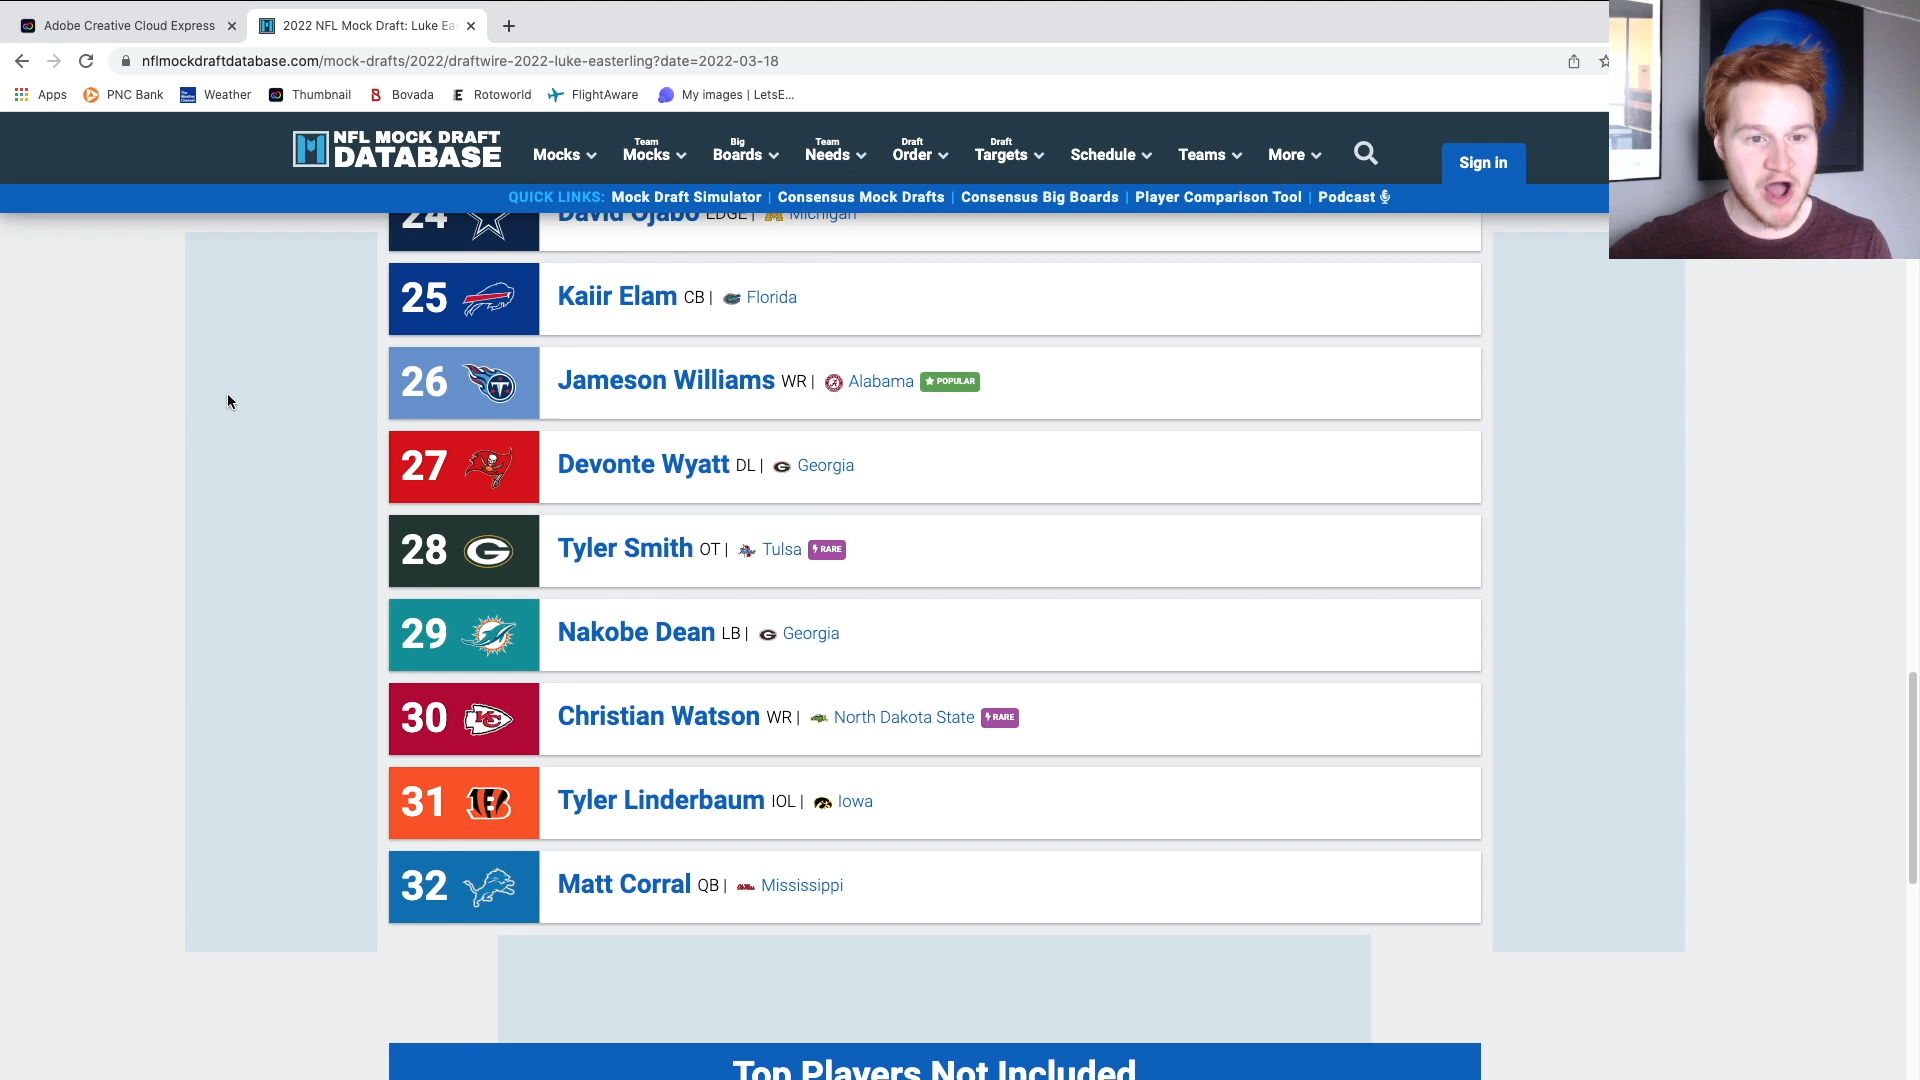 Adobe Creative Cloud Express
2022 NFL Mock Draft: Luke Ea
nflmockdraftdatabase.com/mock-drafts/2022/draftwire-2022-luke-easterling?date=2022-03-18
Apps PNC Bank Weather Thumbnail Bovada Rotoworld FlightAware My images | LetsE...
NFL MOCK DRAFT
DATABASE
Mocks Team Mocks Big Boards Team Needs Draft Order Draft Targets Schedule Teams More
Sign in
QUICK LINKS: Mock Draft Simulator | Consensus Mock Drafts | Consensus Big Boards | Player Comparison Tool | Podcast
24 David Ojabo EDGE | Michigan
25 Kaiir Elam CB | Florida
26 Jameson Williams WR | Alabama POPULAR
27 Devonte Wyatt DL | Georgia
28 Tyler Smith OT | Tulsa RARE
29 Nakobe Dean LB | Georgia
30 Christian Watson WR | North Dakota State RARE
31 Tyler Linderbaum IOL | Iowa
32 Matt Corral QB | Mississippi
Top Players Not Included